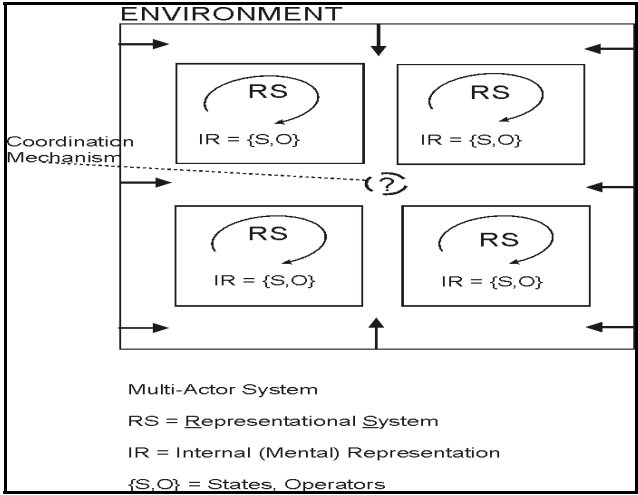 ENVIRONMENT
RS
IR = {S,O}
RS
IR = {S,O}
Coordination
Mechanism
?
RS
IR = {S,O}
RS
IR = {S,O}
Multi-Actor System
RS = Representational System
IR = Internal (Mental) Representation
{S,O} = States, Operators